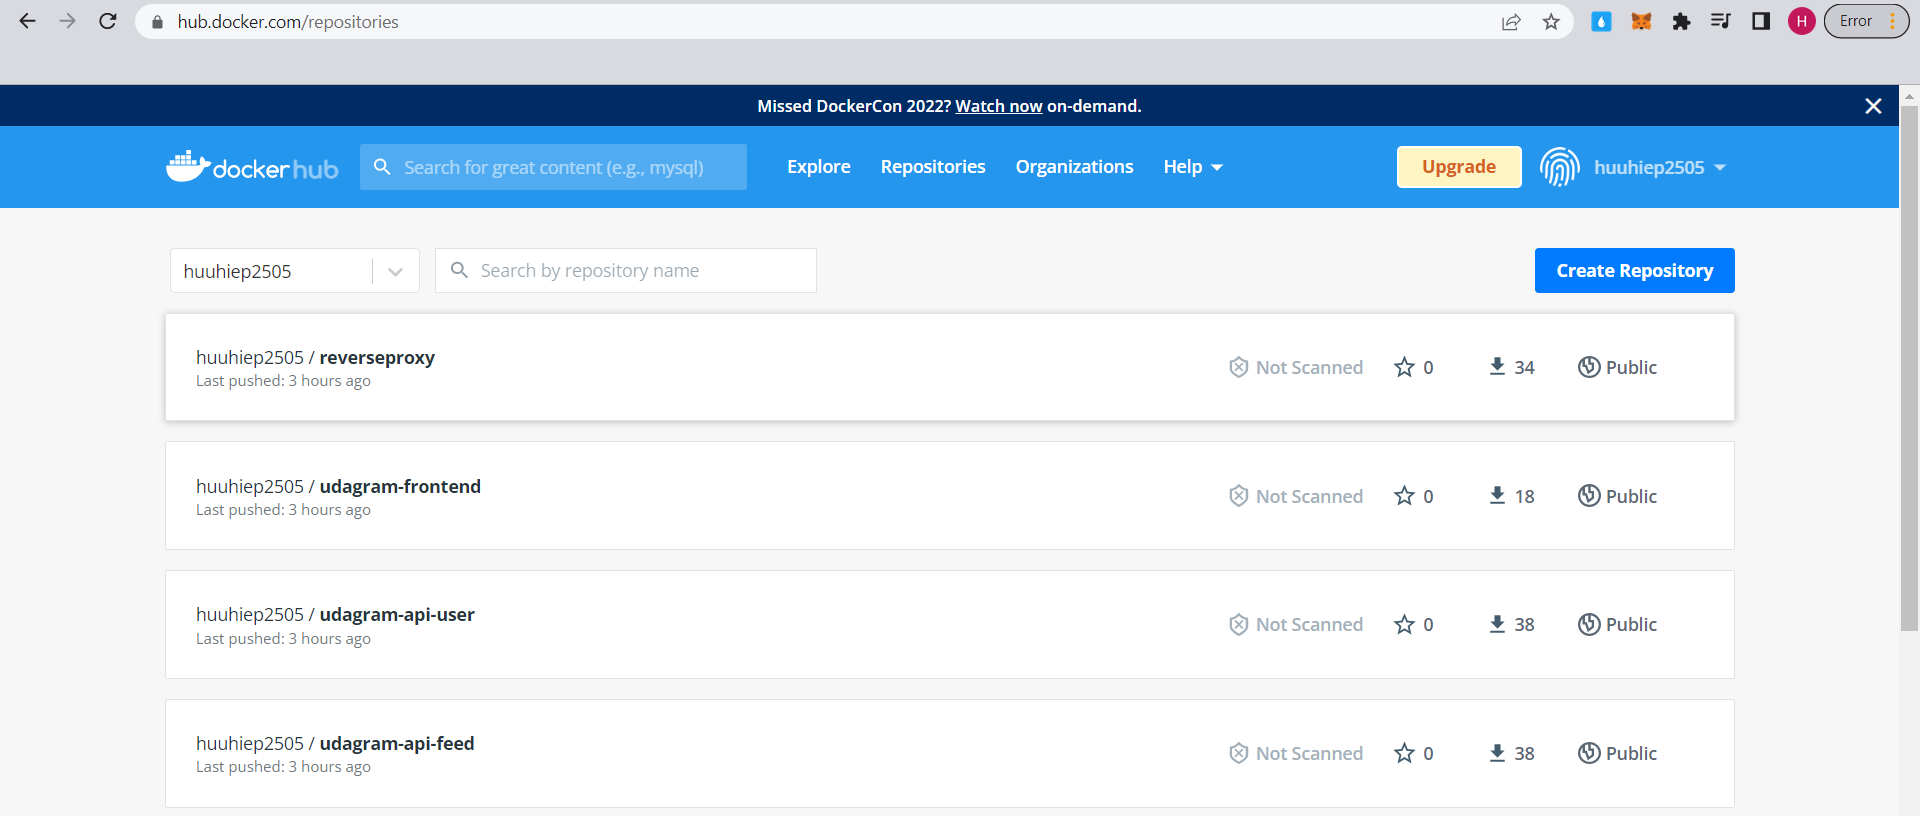 hub.docker.com/repositories
H
Error
Missed DockerCon 2022? Watch now on-demand.
dockerhub
Search for great content (e.g., mysql)
Explore
Repositories
Organizations
Help
Upgrade
huuhiep2505
huuhiep2505
Search by repository name
Create Repository
huuhiep2505 / reverseproxy
Last pushed: 3 hours ago
Not Scanned
0
34
Public
huuhiep2505 / udagram-frontend
Last pushed: 3 hours ago
Not Scanned
0
18
Public
huuhiep2505 / udagram-api-user
Last pushed: 3 hours ago
Not Scanned
0
38
Public
huuhiep2505 / udagram-api-feed
Last pushed: 3 hours ago
Not Scanned
0
38
Public